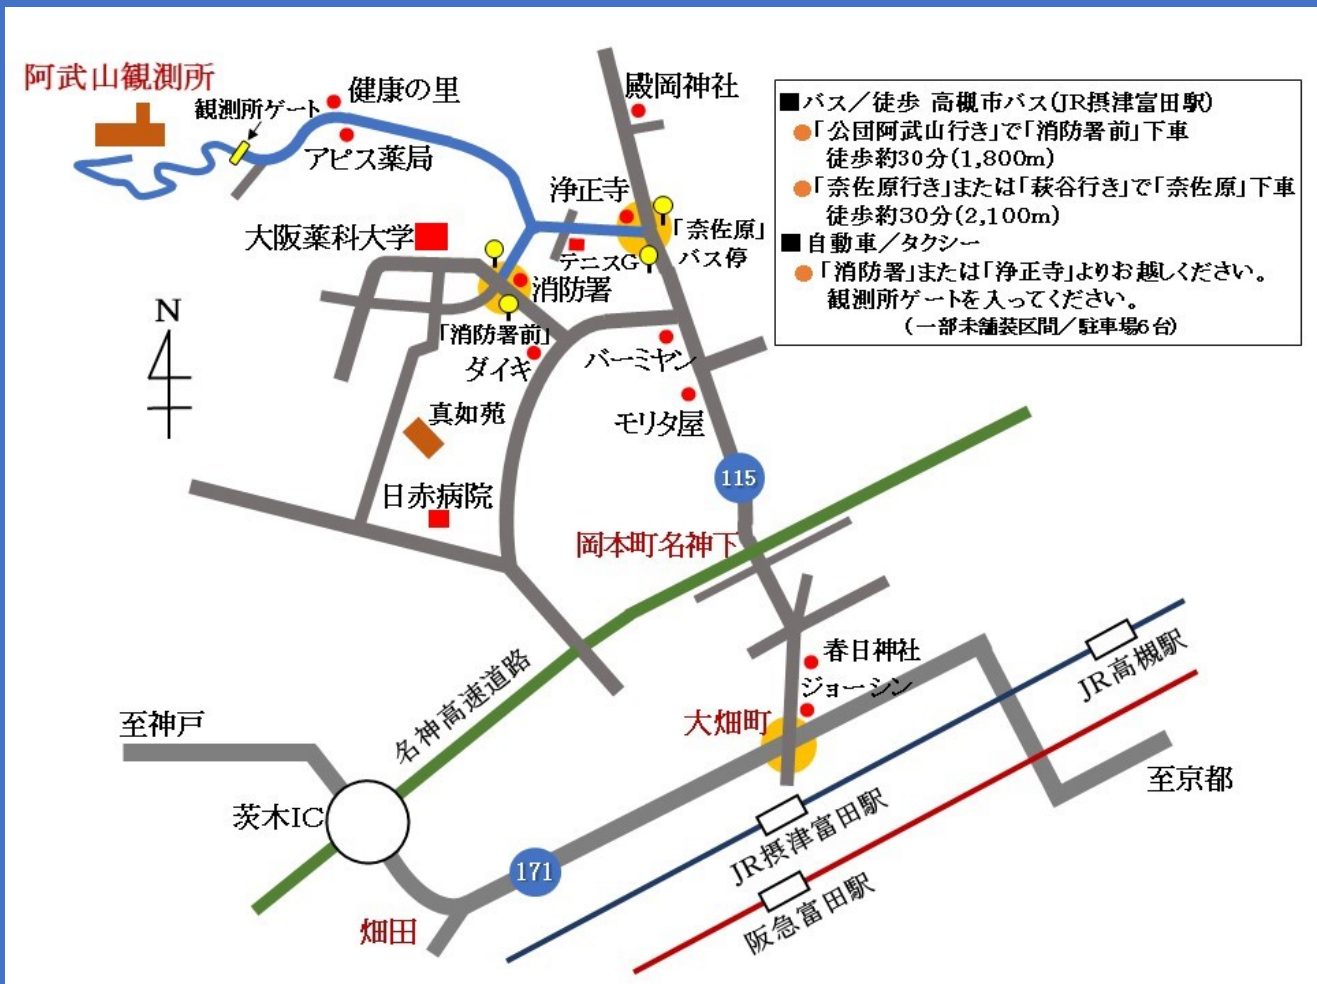 阿武山観測所
観測所ゲート
健康の里
アピス薬局
殿岡神社
浄正寺
「奈佐原」
バス停
テニスG
大阪薬科大学
消防署
「消防署前」
ダイキ
バーミヤン
モリタ屋
真如苑
日赤病院
N
■バス／徒歩 高槻市バス(JR摂津富田駅)
●「公団阿武山行き」で「消防署前」下車
徒歩約30分(1,800m)
●「奈佐原行き」または「萩谷行き」で「奈佐原」下車
徒歩約30分(2,100m)
■自動車／タクシー
●「消防署」または「浄正寺」よりお越しください。
観測所ゲートを入ってください。
(一部未舗装区間／駐車場6台)
115
岡本町名神下
春日神社
ジョーシン
大畑町
JR高槻駅
名神高速道路
至神戸
茨木IC
至京都
171
JR摂津富田駅
阪急富田駅
畑田